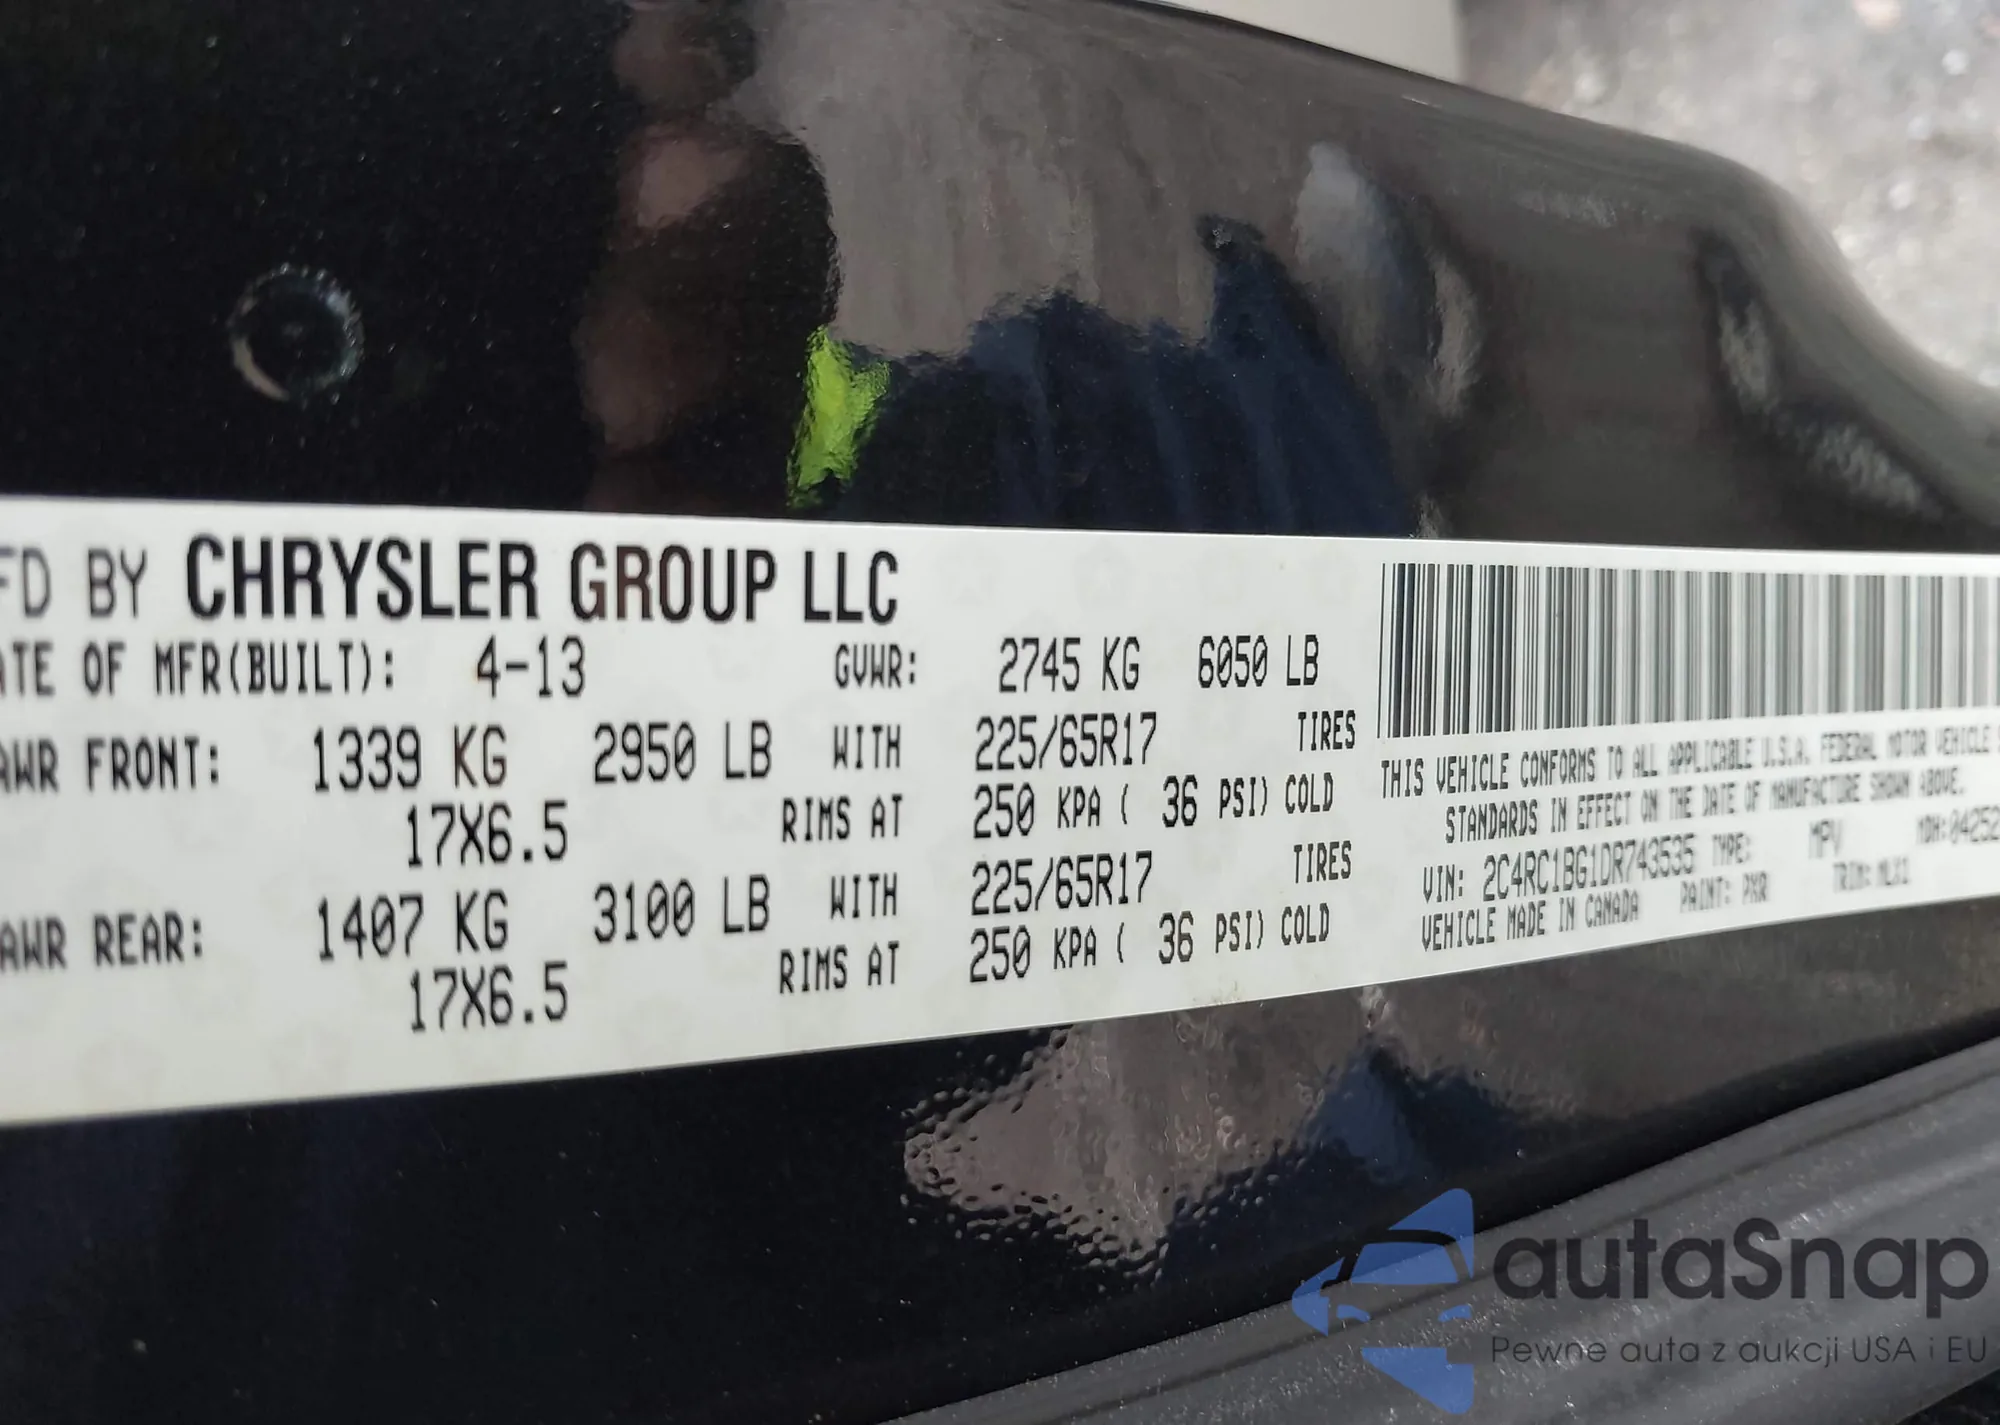 FD BY CHRYSLER GROUP LLC
ATE OF MFR(BUILT): 4-13 GVWR: 2745 KG 6050 LB
AWR FRONT: 1339 KG 2950 LB WITH 225/65R17 TIRES
17X6.5 RIMS AT 250 KPA ( 36 PSI) COLD
AWR REAR: 1407 KG 3100 LB WITH 225/65R17 TIRES
17X6.5 RIMS AT 250 KPA ( 36 PSI) COLD
THIS VEHICLE CONFORMS TO ALL APPLICABLE U.S.A. FEDERAL MOTOR VEHICLE S
STANDARDS IN EFFECT ON THE DATE OF MANUFACTURE SHOWN ABOVE.
VIN: 2C4RC1BG1DR743535 TYPE: MPV MDH:04252
VEHICLE MADE IN CANADA PAINT: PXR TRIM:
autaSnap
Pewne auta z aukcji USA i EU